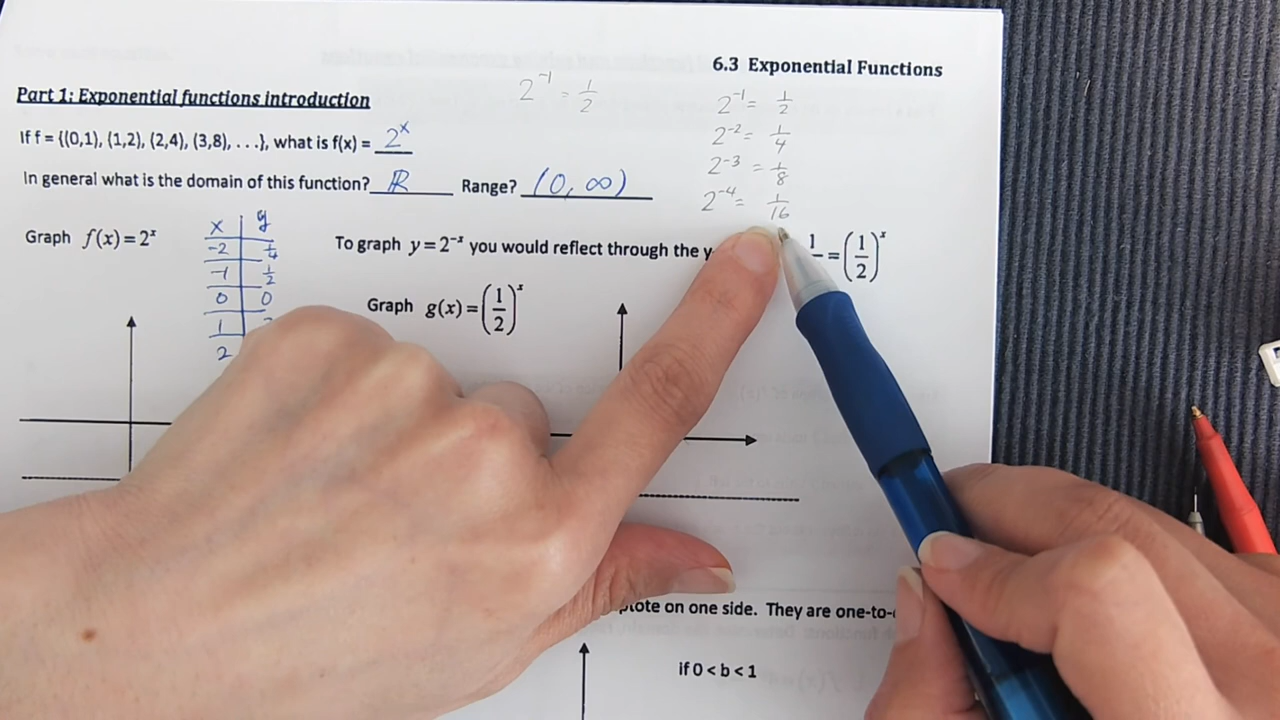 6.3 Exponential Functions
2⁻¹ = 1/2
Part 1: Exponential functions introduction
2⁻¹ = 1/2
2⁻² = 1/4
2⁻³ = 1/8
2⁻⁴ = 1/16
If f = {(0,1), (1,2), (2,4), (3,8), . . .}, what is f(x) = 2ˣ
In general what is the domain of this function? ℝ Range? (0, ∞)
Graph f(x) = 2ˣ
x | y
-2 | 1/4
-1 | 1/2
0 | 0
1 |
2
To graph y = 2⁻ˣ you would reflect through the y
1 = (1/2)ˣ
Graph g(x) = (1/2)ˣ
on one side. They are one-to-
if 0 < b < 1